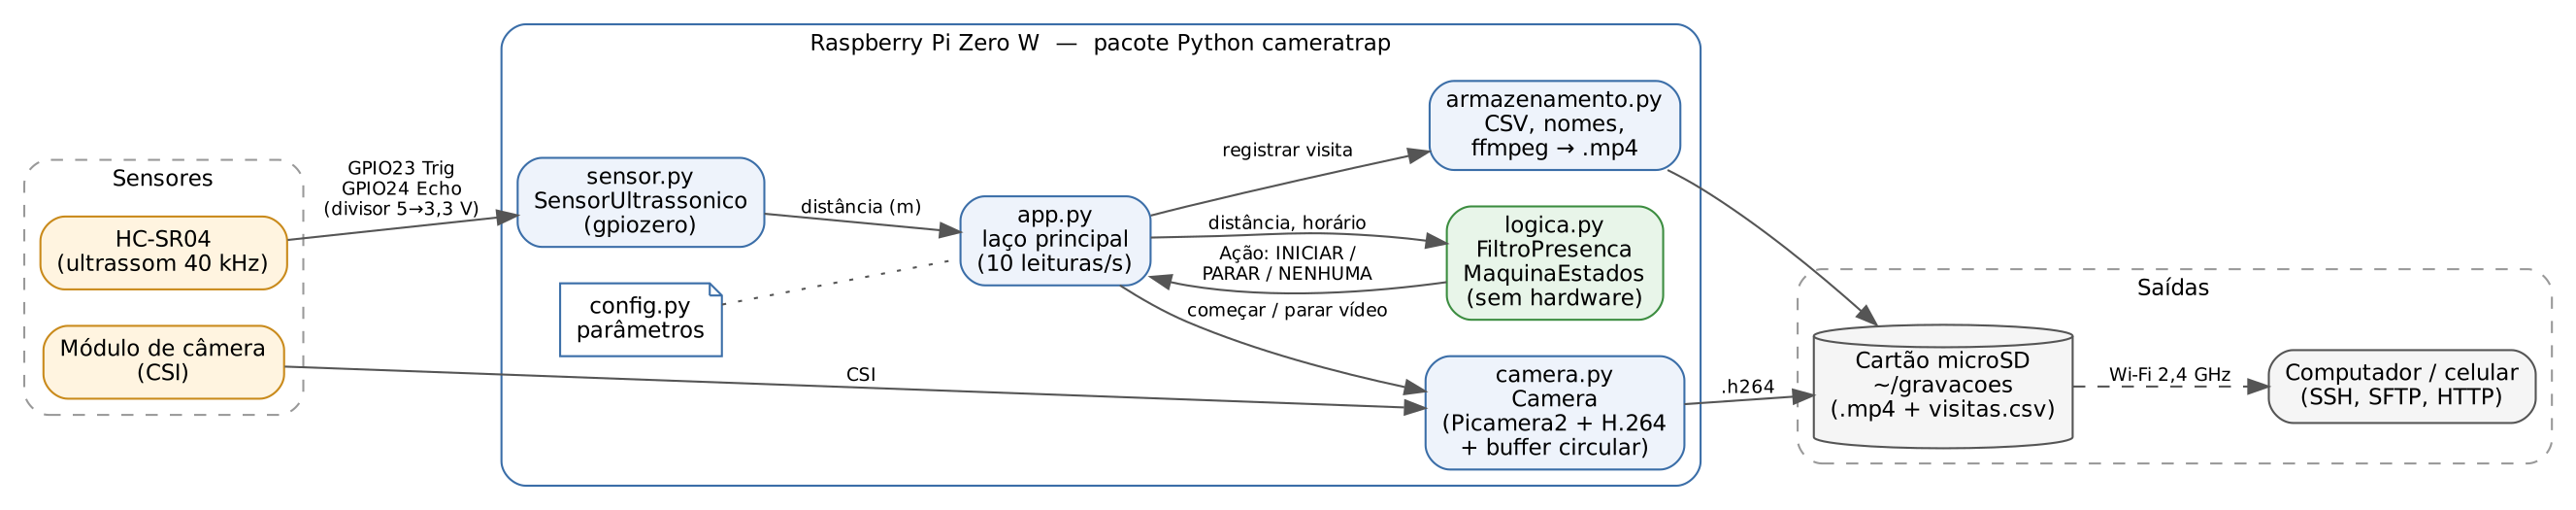 Raspberry Pi Zero W — pacote Python cameratrap
Sensores
HC-SR04
(ultrassom 40 kHz)
Módulo de câmera
(CSI)
GPIO23 Trig
GPIO24 Echo
(divisor 5→3,3 V)
sensor.py
SensorUltrassonico
(gpiozero)
config.py
parâmetros
distância (m)
CSI
app.py
laço principal
(10 leituras/s)
registrar visita
distância, horário
Ação: INICIAR /
PARAR / NENHUMA
começar / parar vídeo
armazenamento.py
CSV, nomes,
ffmpeg → .mp4
logica.py
FiltroPresenca
MaquinaEstados
(sem hardware)
camera.py
Camera
(Picamera2 + H.264
+ buffer circular)
.h264
Saídas
Cartão microSD
~/gravacoes
(.mp4 + visitas.csv)
Wi-Fi 2,4 GHz
Computador / celular
(SSH, SFTP, HTTP)